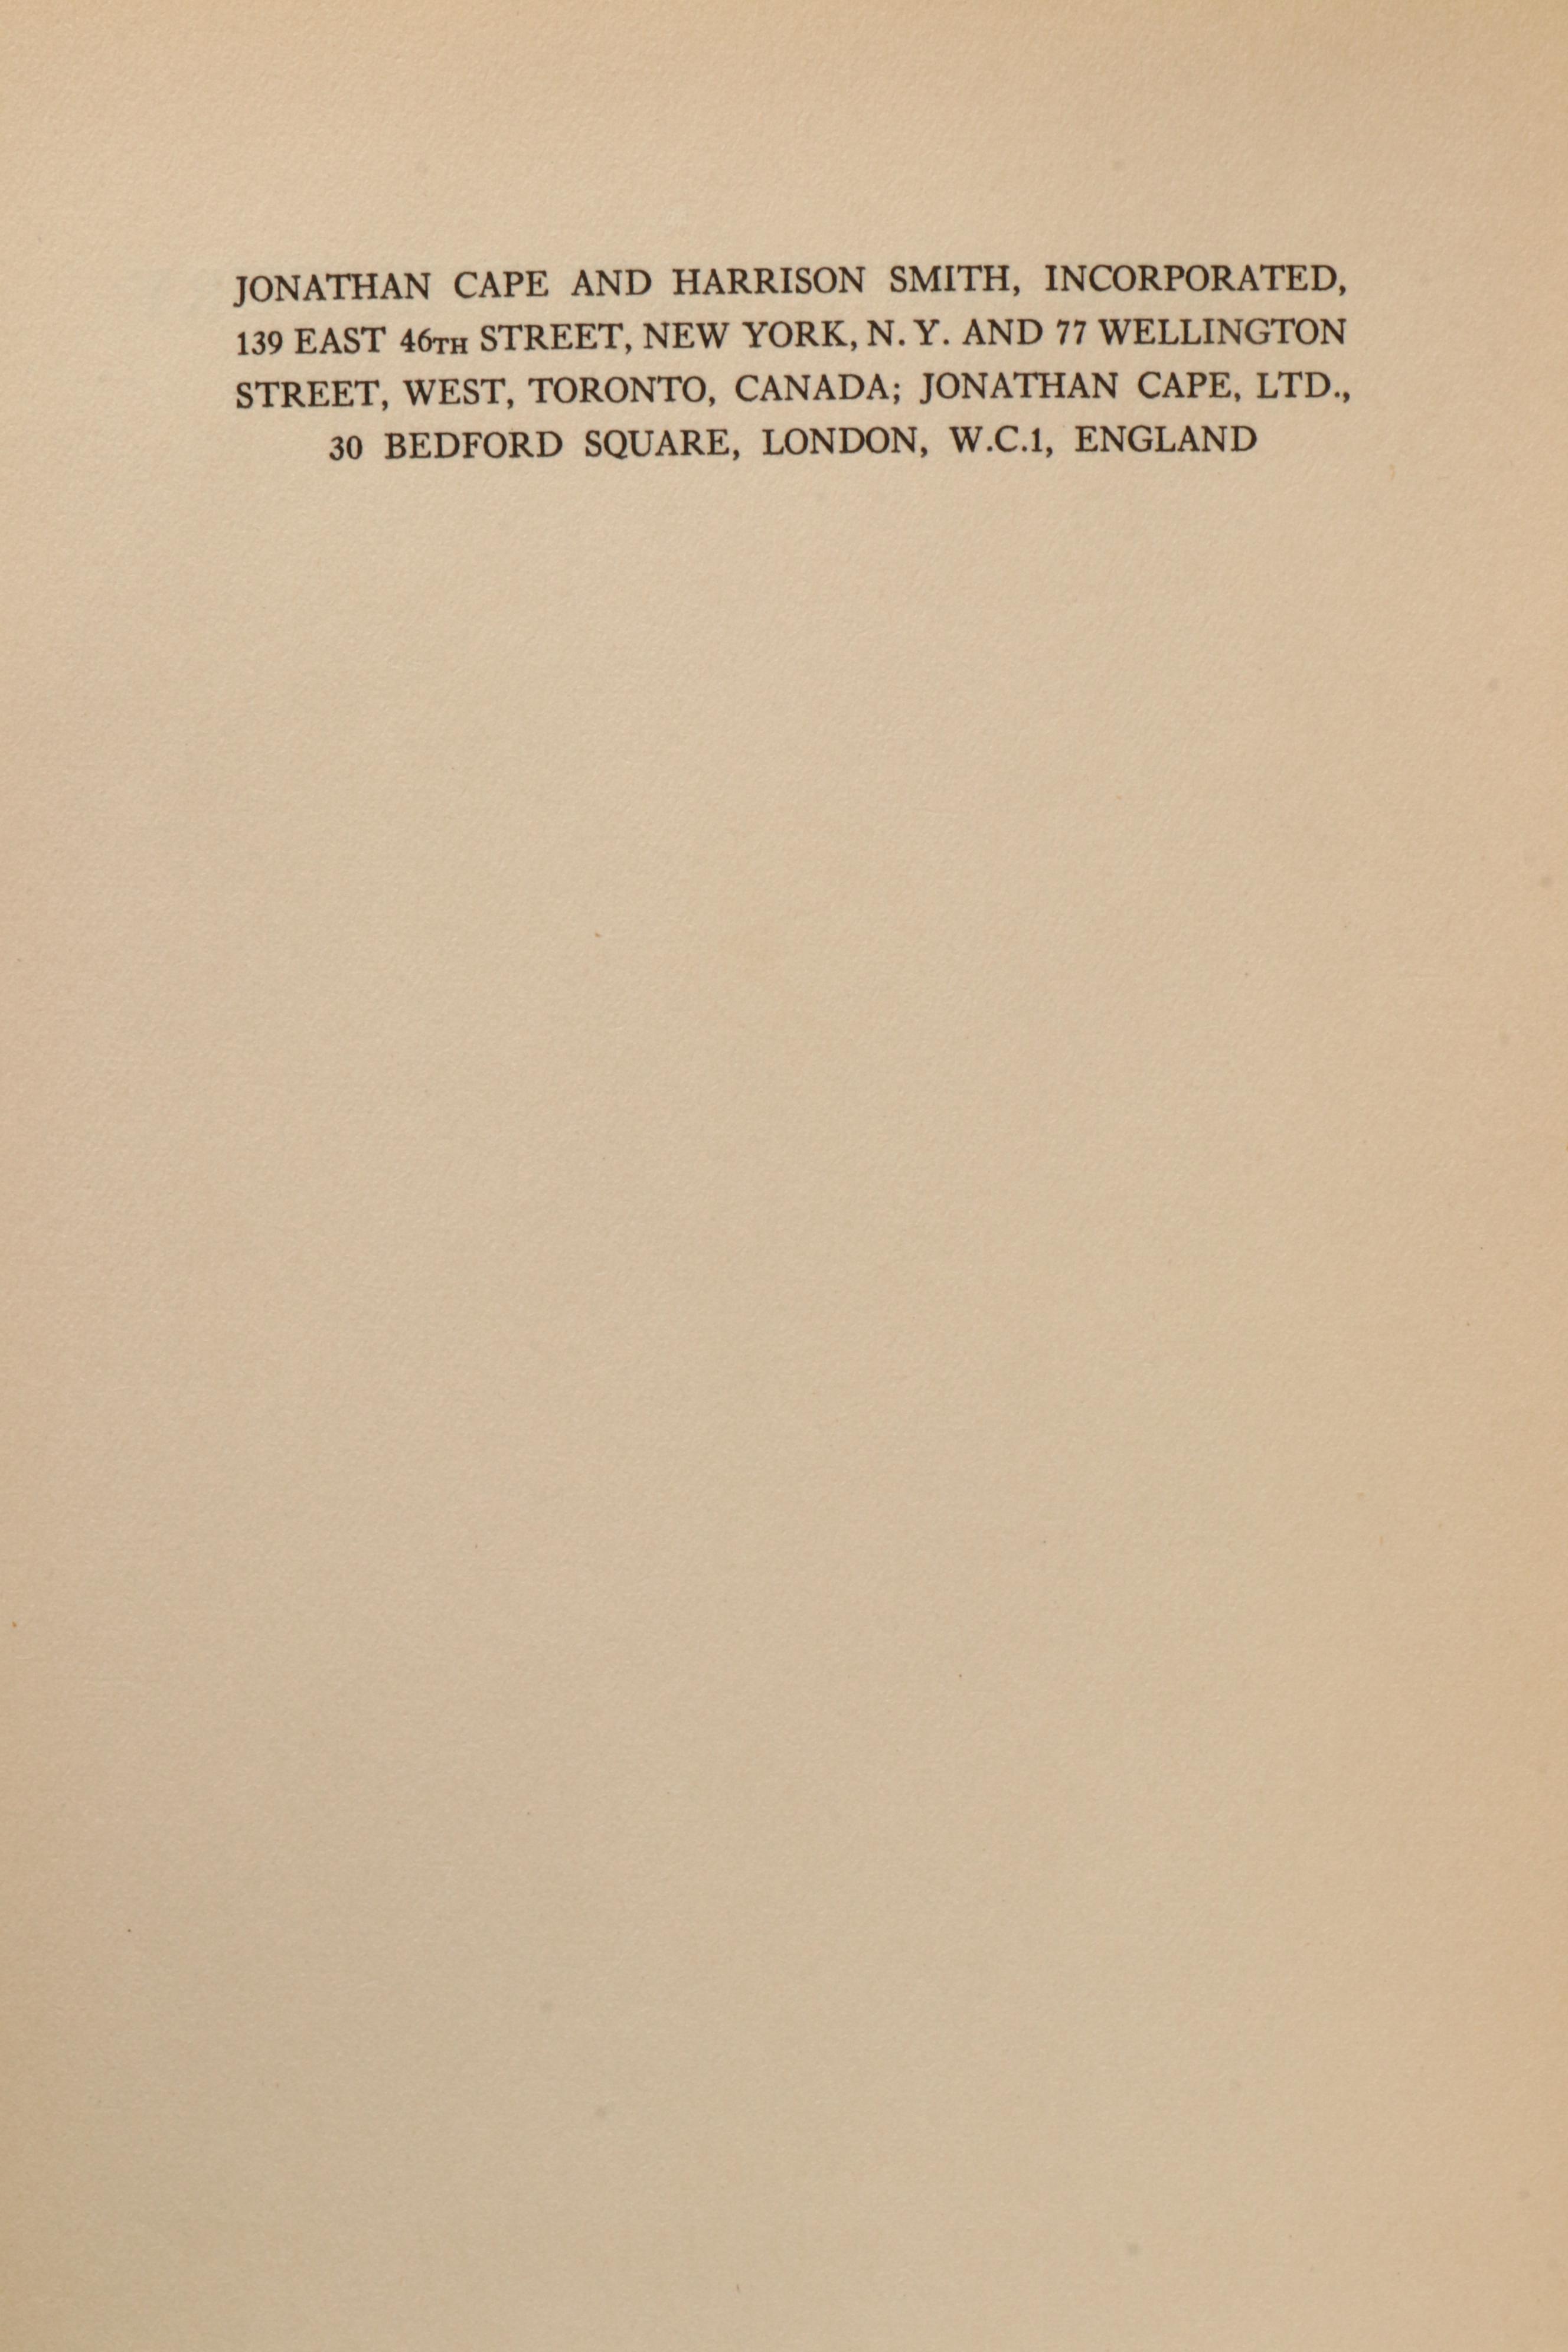 JONATHAN CAPE AND HARRISON SMITH, INCORPORATED,
139 EAST 46TH STREET, NEW YORK, N. Y. AND 77 WELLINGTON
STREET, WEST, TORONTO, CANADA; JONATHAN CAPE, LTD.,
30 BEDFORD SQUARE, LONDON, W.C.1, ENGLAND